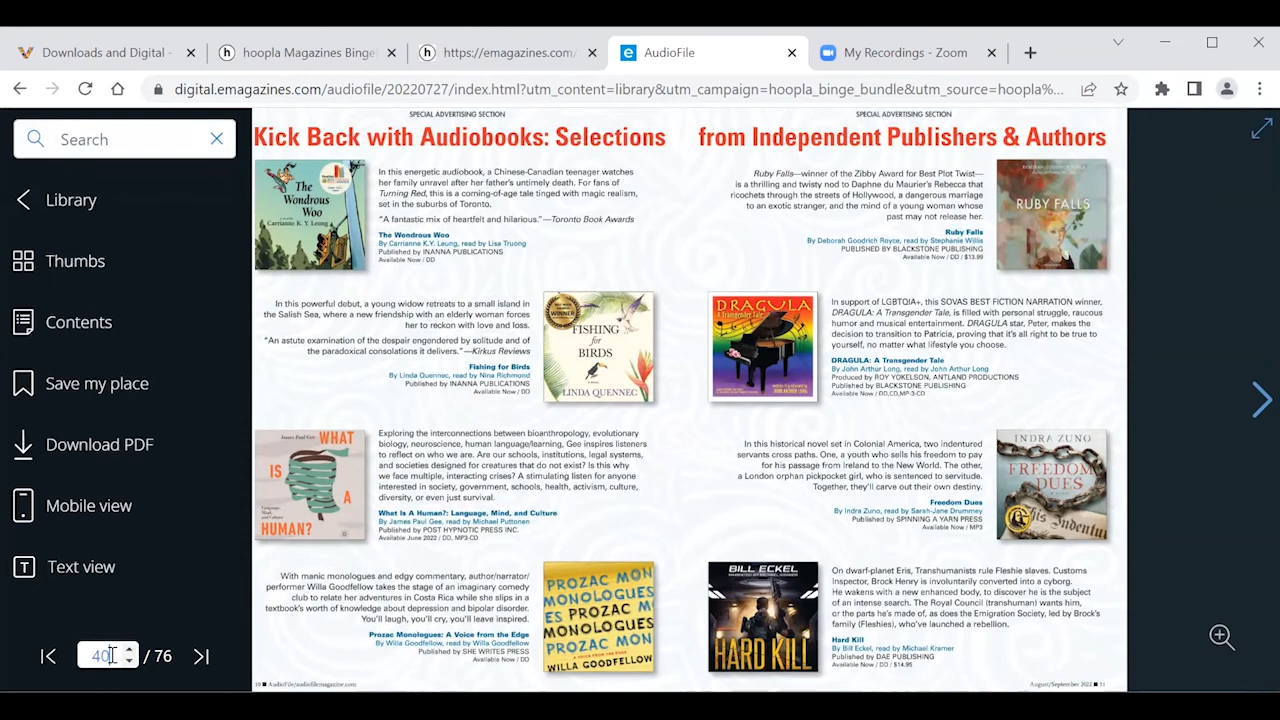 Downloads and Digital -
hoopla Magazines Binge
https://emagazines.com/
AudioFile
My Recordings - Zoom
digital.emagazines.com/audiofile/20220727/index.html?utm_content=library&utm_campaign=hoopla_binge_bundle&utm_source=hoopla%...
Search
Library
Thumbs
Contents
Save my place
Download PDF
Mobile view
Text view
40 / 76
SPECIAL ADVERTISING SECTION
Kick Back with Audiobooks: Selections
The
Wondrous
Woo
Carrianne K.Y. Leung
In this energetic audiobook, a Chinese-Canadian teenager watches
her family unravel after her father's untimely death. For fans of
Turning Red, this is a coming-of-age tale tinged with magic realism,
set in the suburbs of Toronto.
"A fantastic mix of heartfelt and hilarious."—Toronto Book Awards
The Wondrous Woo
By Carrianne K.Y. Leung, read by Lisa Truong
Published by INANNA PUBLICATIONS
Available Now / DD
In this powerful debut, a young widow retreats to a small island in
the Salish Sea, where a new friendship with an elderly woman forces
her to reckon with love and loss.
"An astute examination of the despair engendered by solitude and of
the paradoxical consolations it delivers."—Kirkus Reviews
Fishing for Birds
By Linda Quennec, read by Nina Richmond
Published by INANNA PUBLICATIONS
Available Now / DD
WINNER
FISHING
for
BIRDS
LINDA QUENNEC
James Paul Gee
WHAT
IS
A
HUMAN?
Exploring the interconnections between bioanthropology, evolutionary
biology, neuroscience, human language/learning, Gee inspires listeners
to reflect on who we are. Are our schools, institutions, legal systems,
and societies designed for creatures that do not exist? Is this why
we face multiple, interacting crises? A stimulating listen for anyone
interested in society, government, schools, health, activism, culture,
diversity, or even just survival.
What Is A Human?: Language, Mind, and Culture
By James Paul Gee, read by Michael Puttonen
Published by POST HYPNOTIC PRESS INC.
Available June 2022 / DD, MP3-CD
With manic monologues and edgy commentary, author/narrator/
performer Willa Goodfellow takes the stage of an imaginary comedy
club to relate her adventures in Costa Rica while she slips in a
textbook's worth of knowledge about depression and bipolar disorder.
You'll laugh, you'll cry, you'll leave inspired.
Prozac Monologues: A Voice from the Edge
By Willa Goodfellow, read by Willa Goodfellow
Published by SHE WRITES PRESS
Available Now / DD
PROZAC MON
OLOGUES
ES PROZAC M
MONOLOGUES
PROZAC MO
A VOICE FROM THE EDGE
WILLA GOODFELLOW
10 ■ AudioFile/audiofilemagazine.com
SPECIAL ADVERTISING SECTION
from Independent Publishers & Authors
Ruby Falls—winner of the Zibby Award for Best Plot Twist—
is a thrilling and twisty nod to Daphne du Maurier's Rebecca that
ricochets through the streets of Hollywood, a dangerous marriage
to an exotic stranger, and the mind of a young woman whose
past may not release her.
Ruby Falls
By Deborah Goodrich Royce, read by Stephanie Willis
PUBLISHED BY BLACKSTONE PUBLISHING
Available Now / DD / $13.99
DEBORAH GOODRICH ROYCE
RUBY FALLS
DRAGULA
A Transgender Tale
In support of LGBTQIA+, this SOVAS BEST FICTION NARRATION winner,
DRAGULA: A Transgender Tale, is filled with personal struggle, raucous
humor and musical entertainment. DRAGULA star, Peter, makes the
decision to transition to Patricia, proving that it's all right to be true to
yourself, no matter what lifestyle you choose.
DRAGULA: A Transgender Tale
By John Arthur Long, read by John Arthur Long
Produced by ROY YOKELSON, ANTLAND PRODUCTIONS
Published by BLACKSTONE PUBLISHING
Available Now / DD,CD,MP-3-CD
In this historical novel set in Colonial America, two indentured
servants cross paths. One, a youth who sells his freedom to pay
for his passage from Ireland to the New World. The other,
a London orphan pickpocket girl, who is sentenced to servitude.
Together, they'll carve out their own destiny.
Freedom Dues
By Indra Zuno, read by Sarah-Jane Drummey
Published by SPINNING A YARN PRESS
Available Now / MP3
INDRA ZUNO
FREEDOM
DUES
BILL ECKEL
NARRATED BY MICHAEL KRAMER
HARD KILL
On dwarf-planet Eris, Transhumanists rule Fleshie slaves. Customs
Inspector, Brock Henry is involuntarily converted into a cyborg.
He wakens with a new enhanced body, to discover he is the subject
of an intense search. The Royal Council (transhuman) wants him,
or the parts he's made of, as does the Emigration Society, led by Brock's
family (Fleshies), who've launched a rebellion.
Hard Kill
By Bill Eckel, read by Michael Kramer
Published by DAE PUBLISHING
Available Now / DD / $14.95
August/September 2022 ■ 11